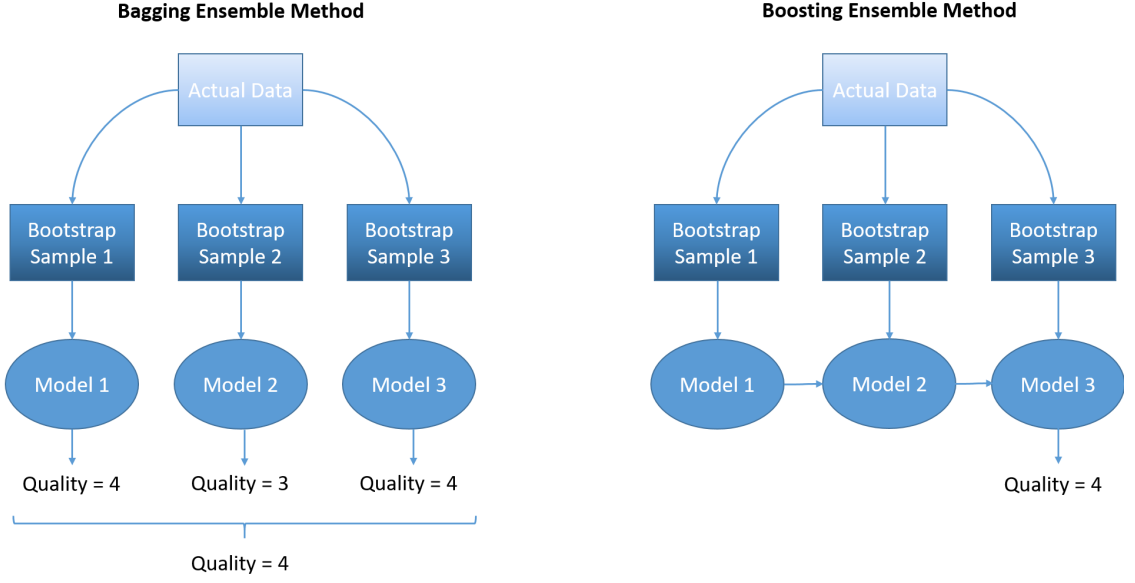 Bagging Ensemble Method
Actual Data
Bootstrap
Sample 1
Bootstrap
Sample 2
Bootstrap
Sample 3
Model 1
Model 2
Model 3
Quality = 4
Quality = 3
Quality = 4
Quality = 4
Boosting Ensemble Method
Actual Data
Bootstrap
Sample 1
Bootstrap
Sample 2
Bootstrap
Sample 3
Model 1
Model 2
Model 3
Quality = 4